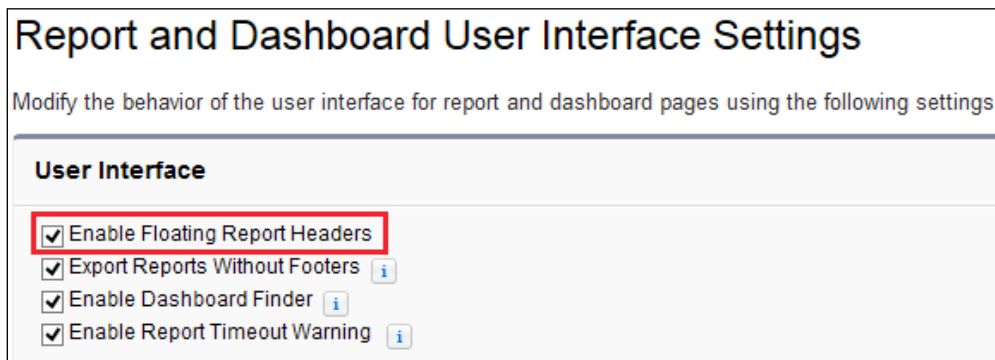 Report and Dashboard User Interface Settings
Modify the behavior of the user interface for report and dashboard pages using the following settings
User Interface
Enable Floating Report Headers
Export Reports Without Footers i
Enable Dashboard Finder i
Enable Report Timeout Warning i